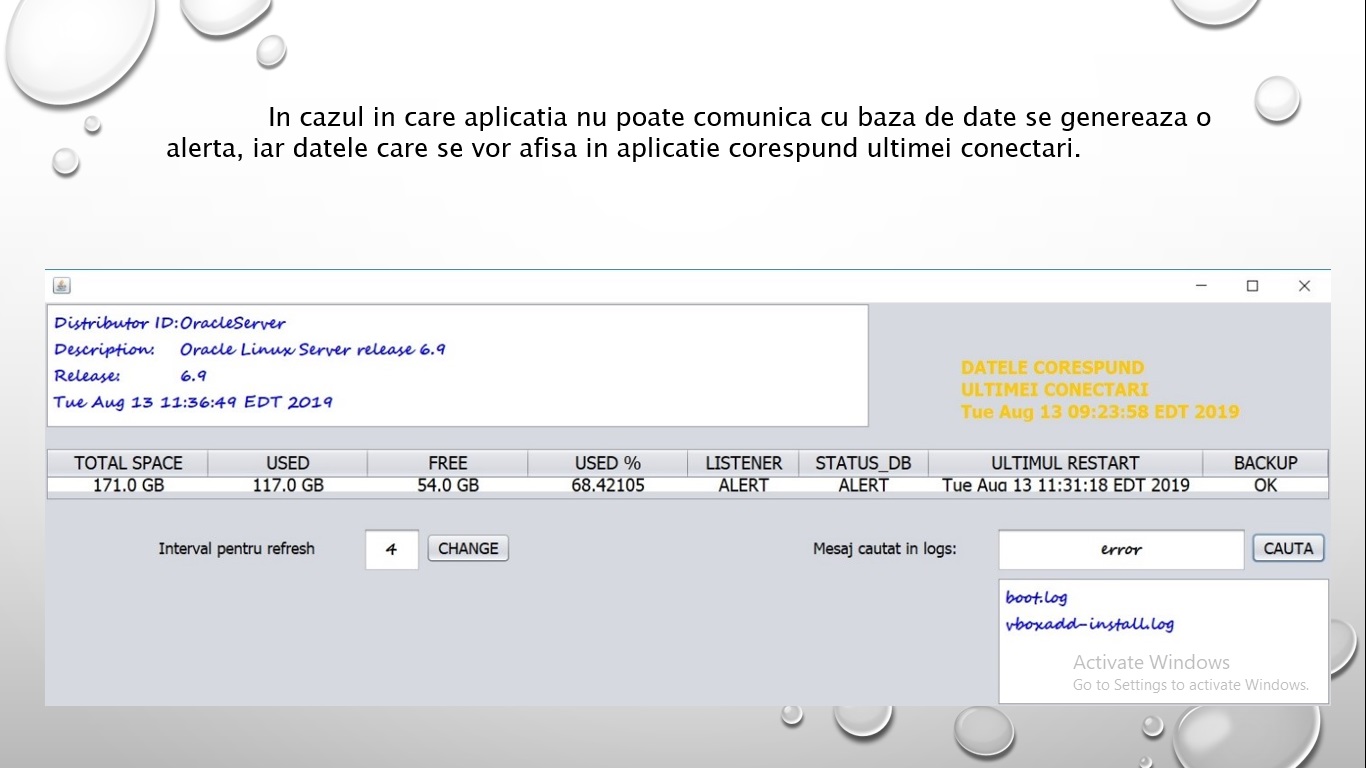 In cazul in care aplicatia nu poate comunica cu baza de date se genereaza o
alerta, iar datele care se vor afisa in aplicatie corespund ultimei conectari.
Distributor ID:OracleServer
Description: Oracle Linux Server release 6.9
Release: 6.9
Tue Aug 13 11:36:49 EDT 2019
DATELE CORESPUND
ULTIMEI CONECTARI
Tue Aug 13 09:23:58 EDT 2019
TOTAL SPACE USED FREE USED % LISTENER STATUS_DB ULTIMUL RESTART BACKUP
171.0 GB 117.0 GB 54.0 GB 68.42105 ALERT ALERT Tue Aug 13 11:31:18 EDT 2019 OK
Interval pentru refresh 4 CHANGE Mesaj cautat in logs: error CAUTA
boot.log
vboxadd-install.log
Activate Windows
Go to Settings to activate Windows.